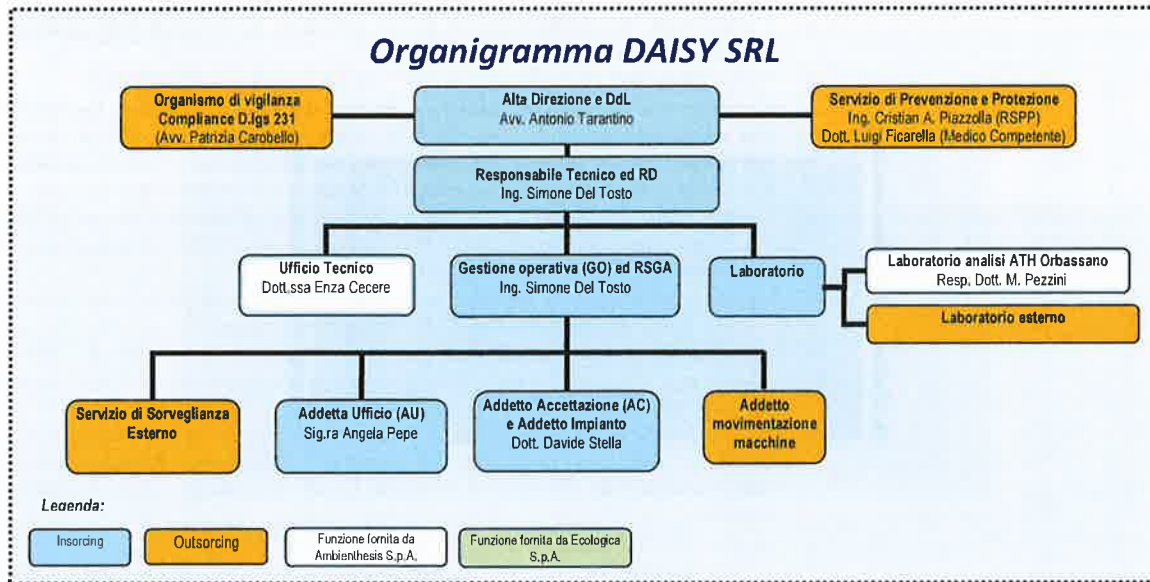 Organigramma DAISY SRL
Organismo di vigilanza
Compliance D.lgs 231
(Avv. Patrizia Carobello)
Alta Direzione e DdL
Avv. Antonio Tarantino
Servizio di Prevenzione e Protezione
Ing. Cristian A. Piazzolla (RSPP)
Dott. Luigi Ficarella (Medico Competente)
Responsabile Tecnico ed RD
Ing. Simone Del Tosto
Ufficio Tecnico
Dott.ssa Enza Cecere
Gestione operativa (GO) ed RSGA
Ing. Simone Del Tosto
Laboratorio
Laboratorio analisi ATH Orbassano
Resp. Dott. M. Pezzini
Laboratorio esterno
Servizio di Sorveglianza
Esterno
Addetta Ufficio (AU)
Sig.ra Angela Pepe
Addetto Accettazione (AC)
e Addetto Impianto
Dott. Davide Stella
Addetto
movimentazione
macchine
Legenda:
Insorcing
Outsorcing
Funzione fornita da
Ambienthesis S.p.A.
Funzione fornita da Ecologica
S.p.A.